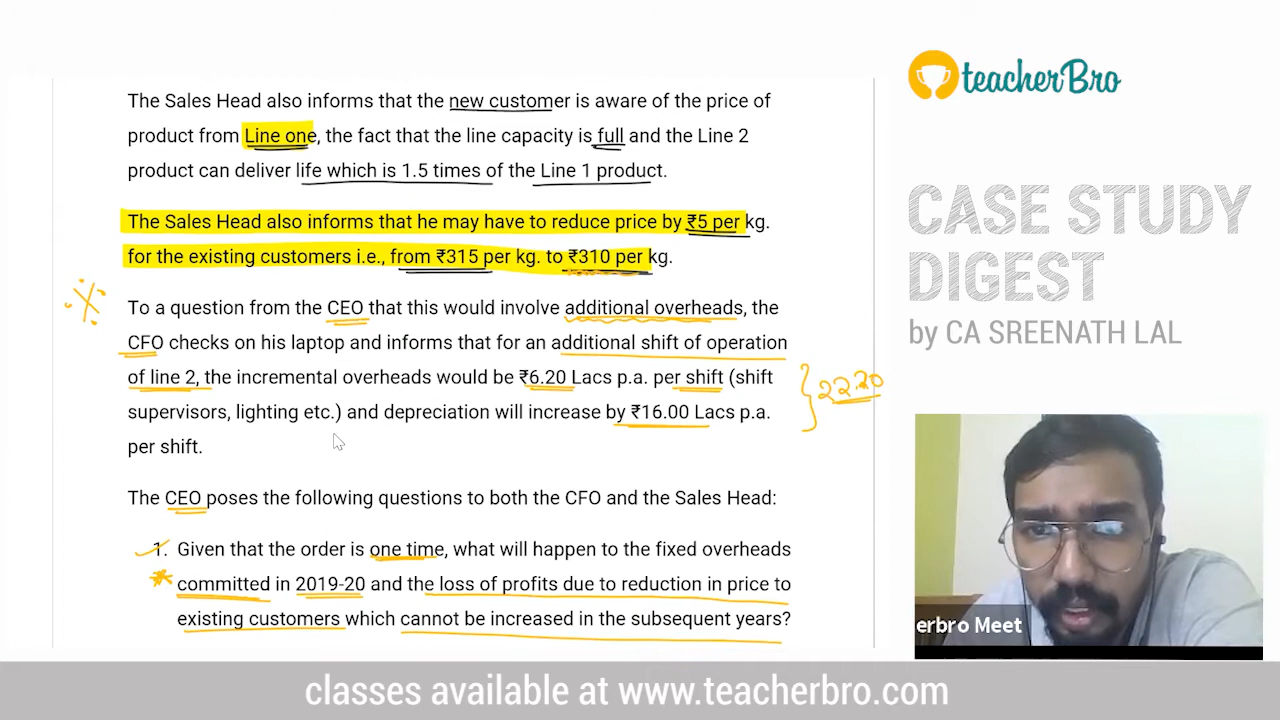 The Sales Head also informs that the new customer is aware of the price of
product from Line one, the fact that the line capacity is full and the Line 2
product can deliver life which is 1.5 times of the Line 1 product.
The Sales Head also informs that he may have to reduce price by ₹5 per kg.
for the existing customers i.e., from ₹315 per kg. to ₹310 per kg.
To a question from the CEO that this would involve additional overheads, the
CFO checks on his laptop and informs that for an additional shift of operation
of line 2, the incremental overheads would be ₹6.20 Lacs p.a. per shift (shift
supervisors, lighting etc.) and depreciation will increase by ₹16.00 Lacs p.a.
per shift.
22.20
The CEO poses the following questions to both the CFO and the Sales Head:
1. Given that the order is one time, what will happen to the fixed overheads
committed in 2019-20 and the loss of profits due to reduction in price to
existing customers which cannot be increased in the subsequent years?
teacherBro
CASE STUDY
DIGEST
by CA SREENATH LAL
erbro Meet
classes available at www.teacherbro.com